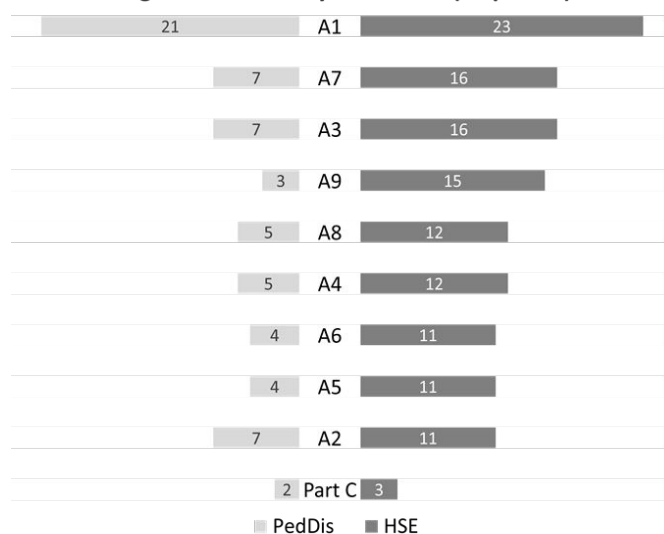 21 A1 23
7 A7 16
7 A3 16
3 A9 15
5 A8 12
5 A4 12
4 A6 11
4 A5 11
7 A2 11
2 Part C 3
PedDis HSE